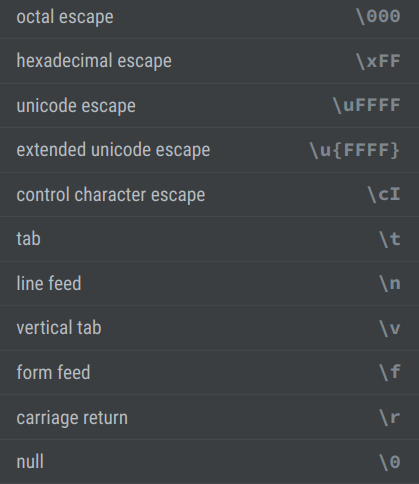 octal escape \000
hexadecimal escape \xFF
unicode escape \uFFFF
extended unicode escape \u{FFFF}
control character escape \cI
tab \t
line feed \n
vertical tab \v
form feed \f
carriage return \r
null \0